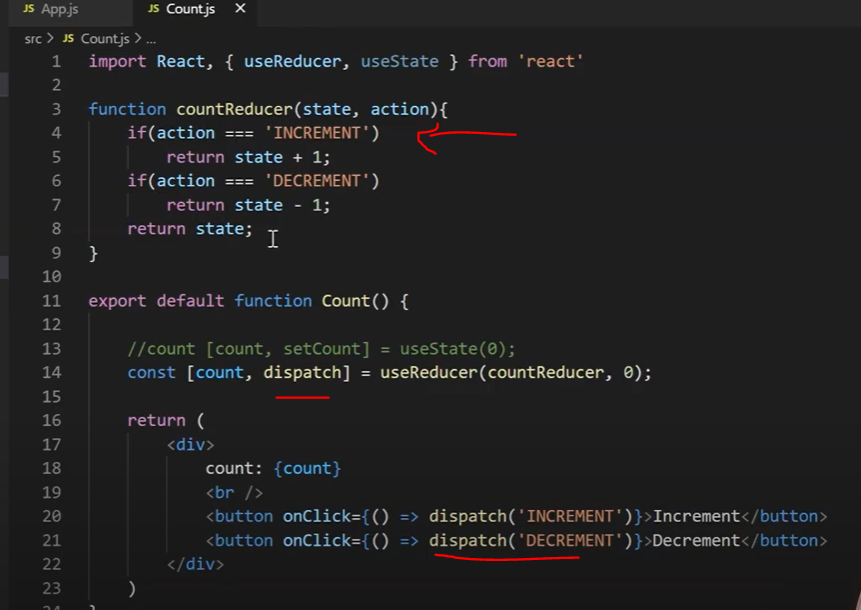 JS App.js JS Count.js ×
src > JS Count.js > ...
1 import React, { useReducer, useState } from 'react'
2
3 function countReducer(state, action){
4 if(action === 'INCREMENT')
5 return state + 1;
6 if(action === 'DECREMENT')
7 return state - 1;
8 return state;
9 }
10
11 export default function Count() {
12
13 //count [count, setCount] = useState(0);
14 const [count, dispatch] = useReducer(countReducer, 0);
15
16 return (
17 <div>
18 count: {count}
19 <br />
20 <button onClick={() => dispatch('INCREMENT')}>Increment</button>
21 <button onClick={() => dispatch('DECREMENT')}>Decrement</button>
22 </div>
23 )
24 }